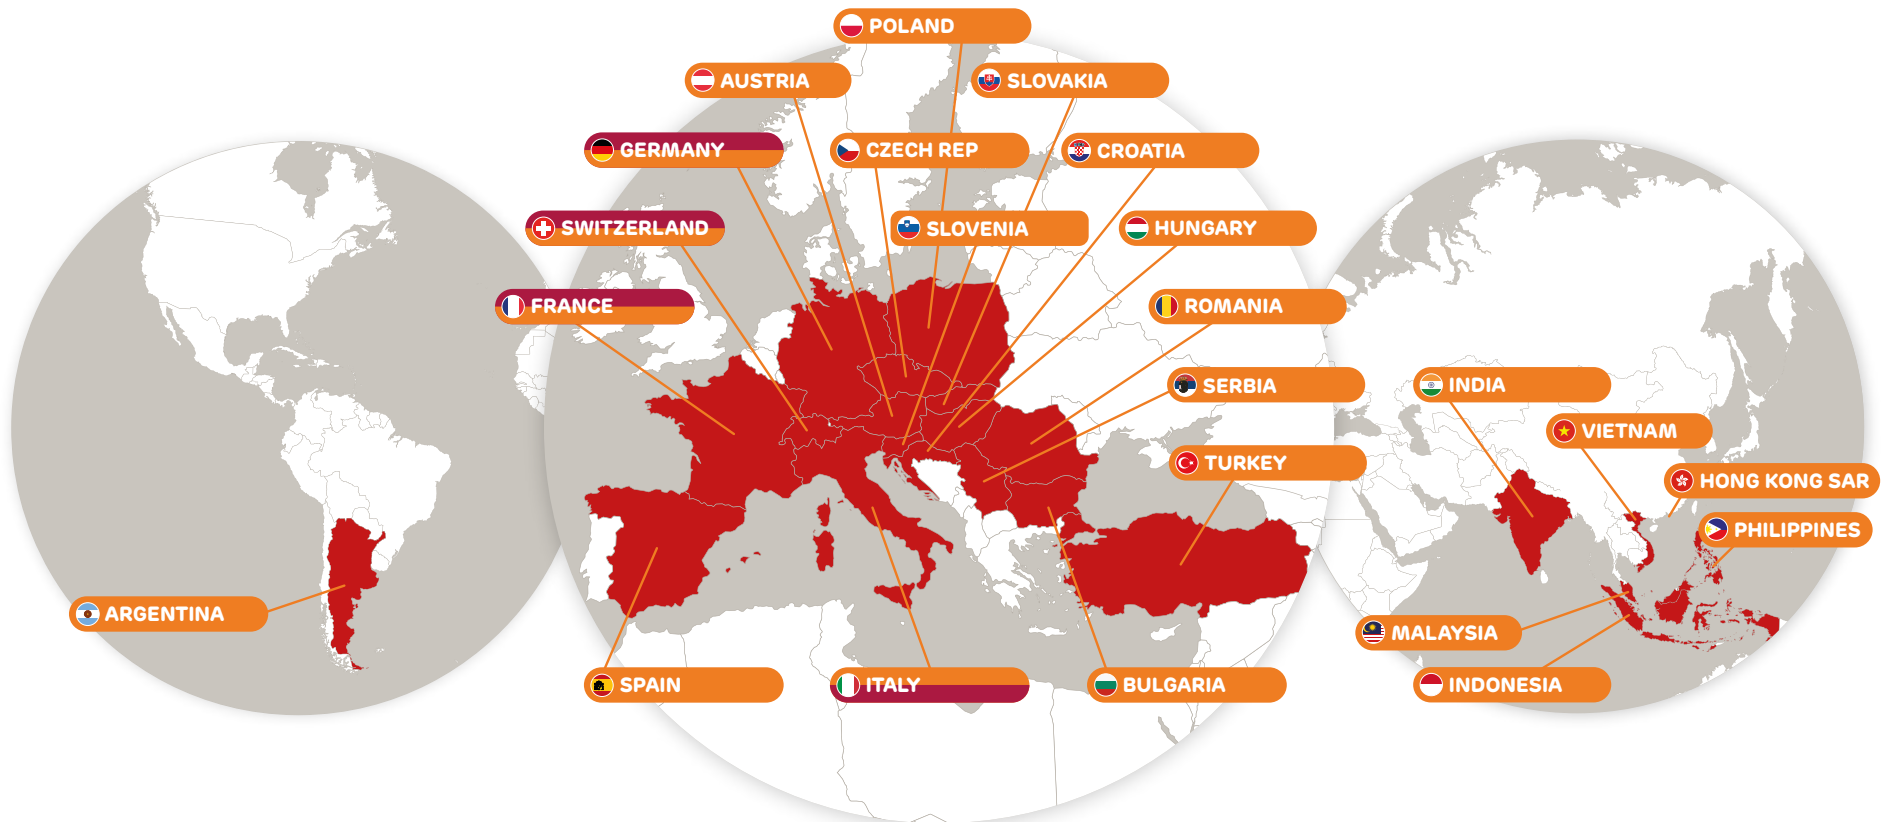 POLAND
AUSTRIA
SLOVAKIA
GERMANY
CZECH REP
CROATIA
SWITZERLAND
SLOVENIA
HUNGARY
FRANCE
ROMANIA
SERBIA
INDIA
VIETNAM
TURKEY
HONG KONG SAR
PHILIPPINES
ARGENTINA
MALAYSIA
SPAIN
ITALY
BULGARIA
INDONESIA